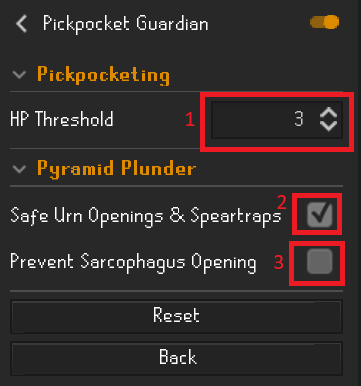 Pickpocket Guardian
Pickpocketing
HP Threshold 1 3
Pyramid Plunder
Safe Urn Openings & Speartraps 2
Prevent Sarcophagus Opening 3
Reset
Back